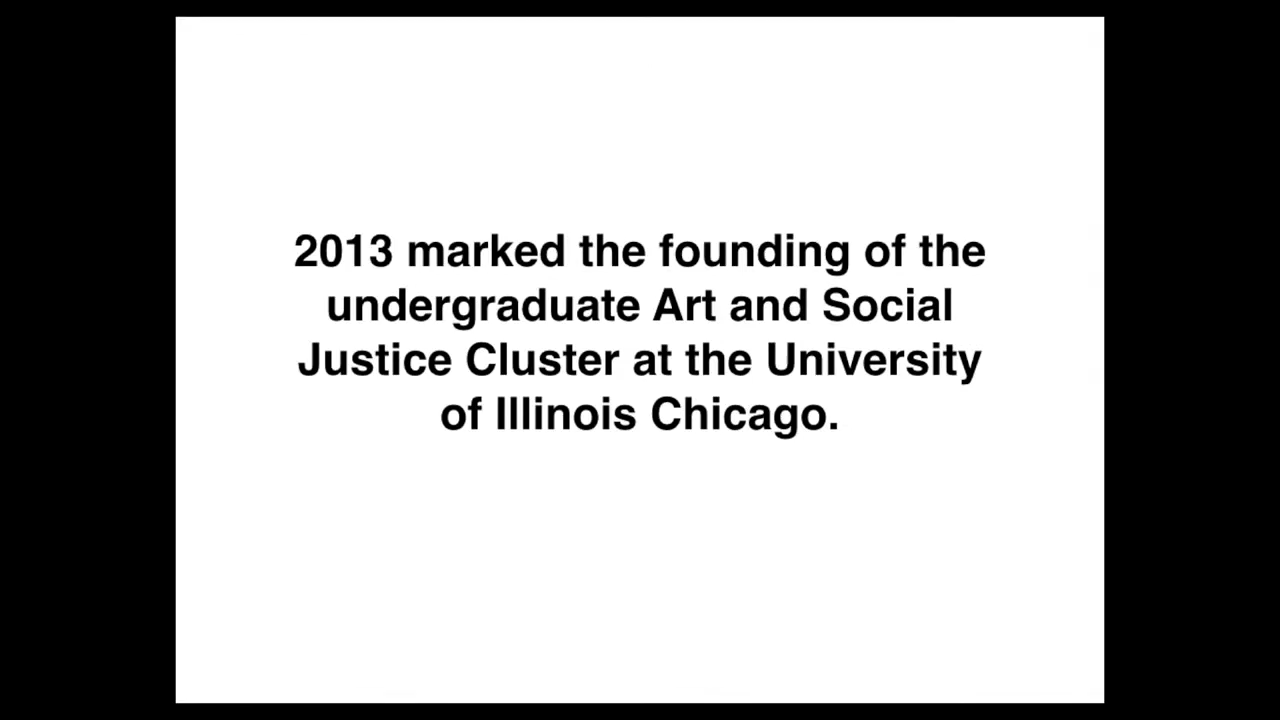 2013 marked the founding of the
undergraduate Art and Social
Justice Cluster at the University
of Illinois Chicago.